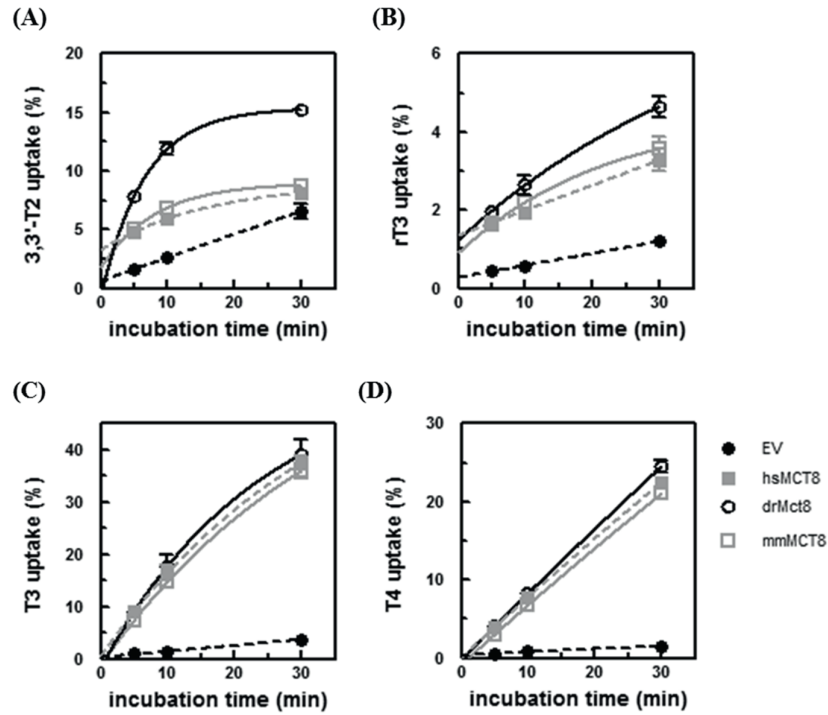 (A)
(B)
20
15
10
5
0
3,3'-T2 uptake (%)
0 10 20 30
incubation time (min)
6
4
2
0
rT3 uptake (%)
0 10 20 30
incubation time (min)
(C)
(D)
40
30
20
10
0
T3 uptake (%)
0 10 20 30
incubation time (min)
30
20
10
0
T4 uptake (%)
0 10 20 30
incubation time (min)
EV
hsMCT8
drMct8
mmMCT8